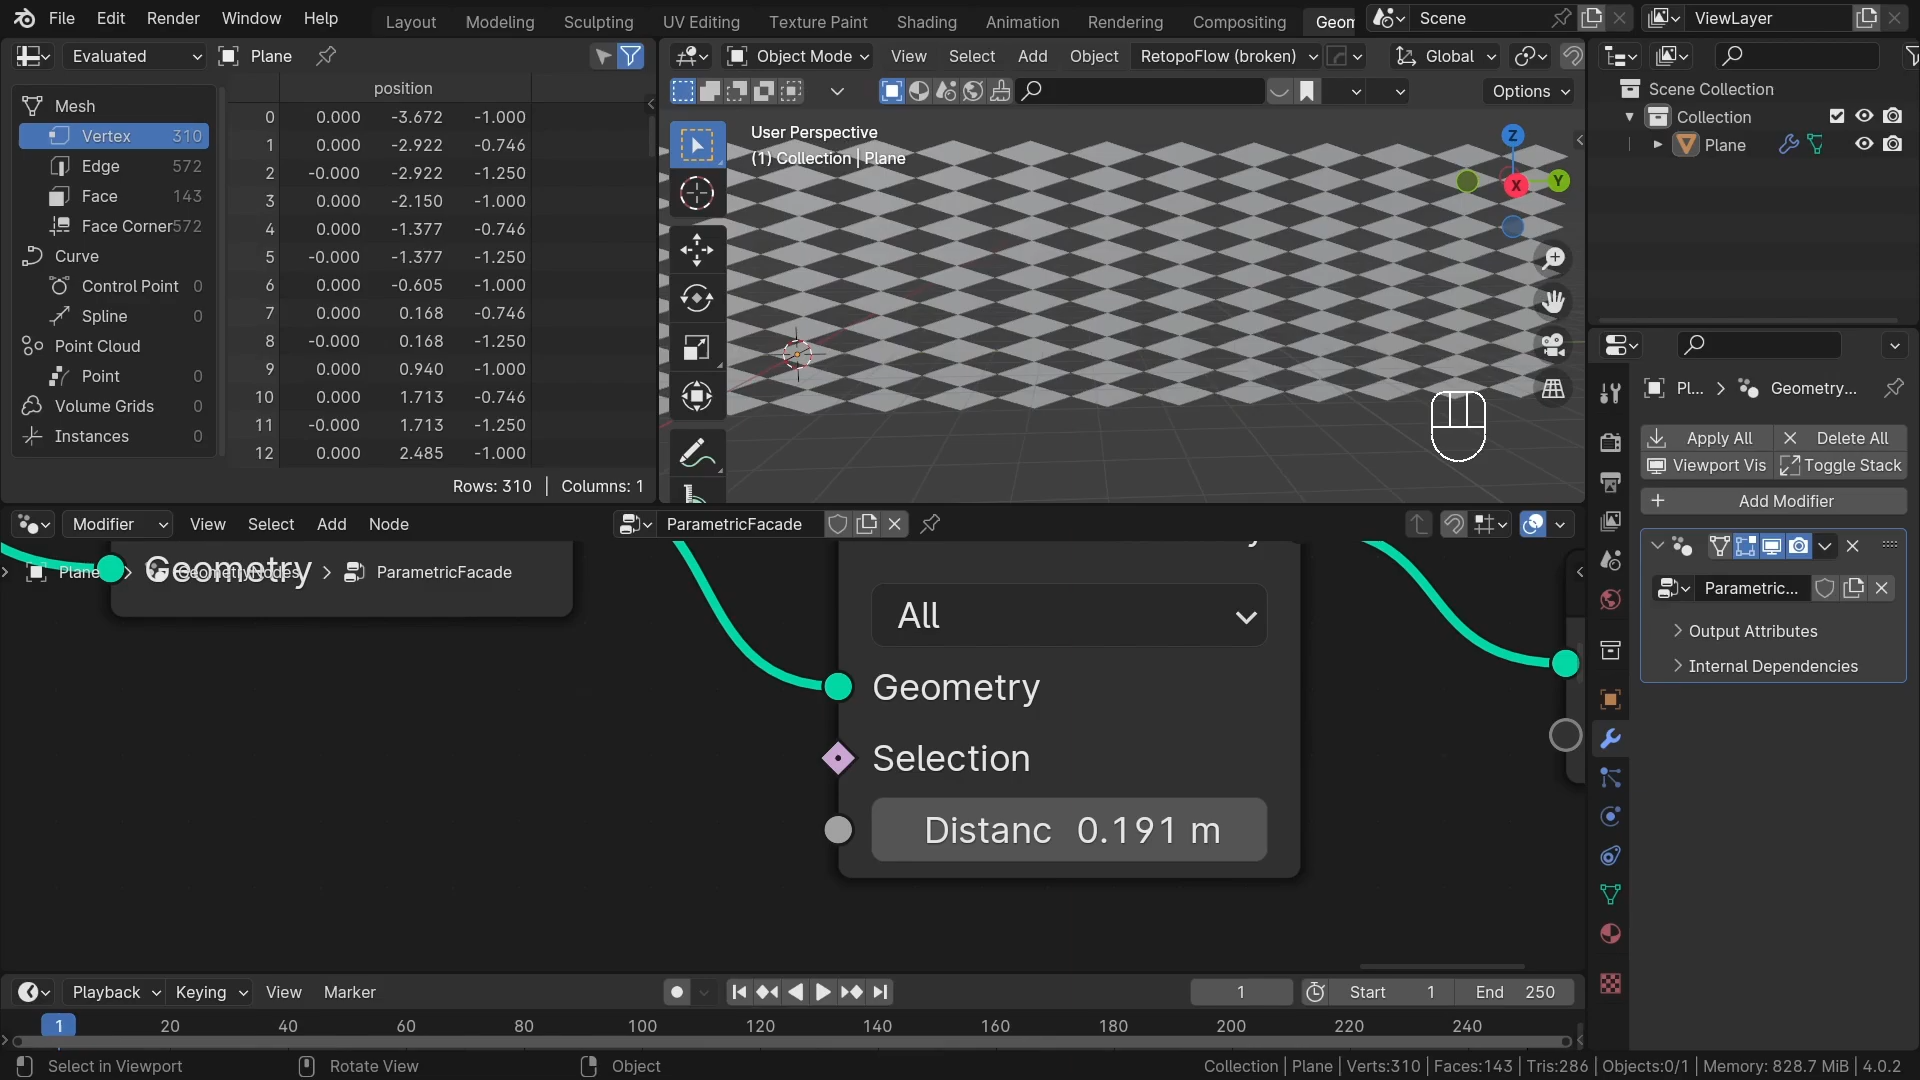 File Edit Render Window Help Layout Modeling Sculpting UV Editing Texture Paint Shading Animation Rendering Compositing Geom Scene ViewLayer
Evaluated Plane
Object Mode View Select Add Object RetopoFlow (broken) Global
Options
position
Mesh
Vertex 310
Edge 572
Face 143
Face Corner 572
Curve
Control Point 0
Spline 0
Point Cloud
Point 0
Volume Grids 0
Instances 0
0 0.000 -3.672 -1.000
1 0.000 -2.922 -0.746
2 -0.000 -2.922 -1.250
3 0.000 -2.150 -1.000
4 0.000 -1.377 -0.746
5 -0.000 -1.377 -1.250
6 0.000 -0.605 -1.000
7 0.000 0.168 -0.746
8 -0.000 0.168 -1.250
9 0.000 0.940 -1.000
10 0.000 1.713 -0.746
11 -0.000 1.713 -1.250
12 0.000 2.485 -1.000
Rows: 310 | Columns: 1
User Perspective
(1) Collection | Plane
Z
X
Y
Scene Collection
Collection
Plane
Pl... > Geometry...
Apply All Delete All
Viewport Vis Toggle Stack
Add Modifier
Parametric...
Output Attributes
Internal Dependencies
Modifier View Select Add Node ParametricFacade
Plane > GeometryNodes > ParametricFacade
Geometry
All
Geometry
Selection
Distanc 0.191 m
Playback Keying View Marker 1 Start 1 End 250
1 20 40 60 80 100 120 140 160 180 200 220 240
Select in Viewport Rotate View Object Collection | Plane | Verts:310 | Faces:143 | Tris:286 | Objects:0/1 | Memory: 828.7 MiB | 4.0.2